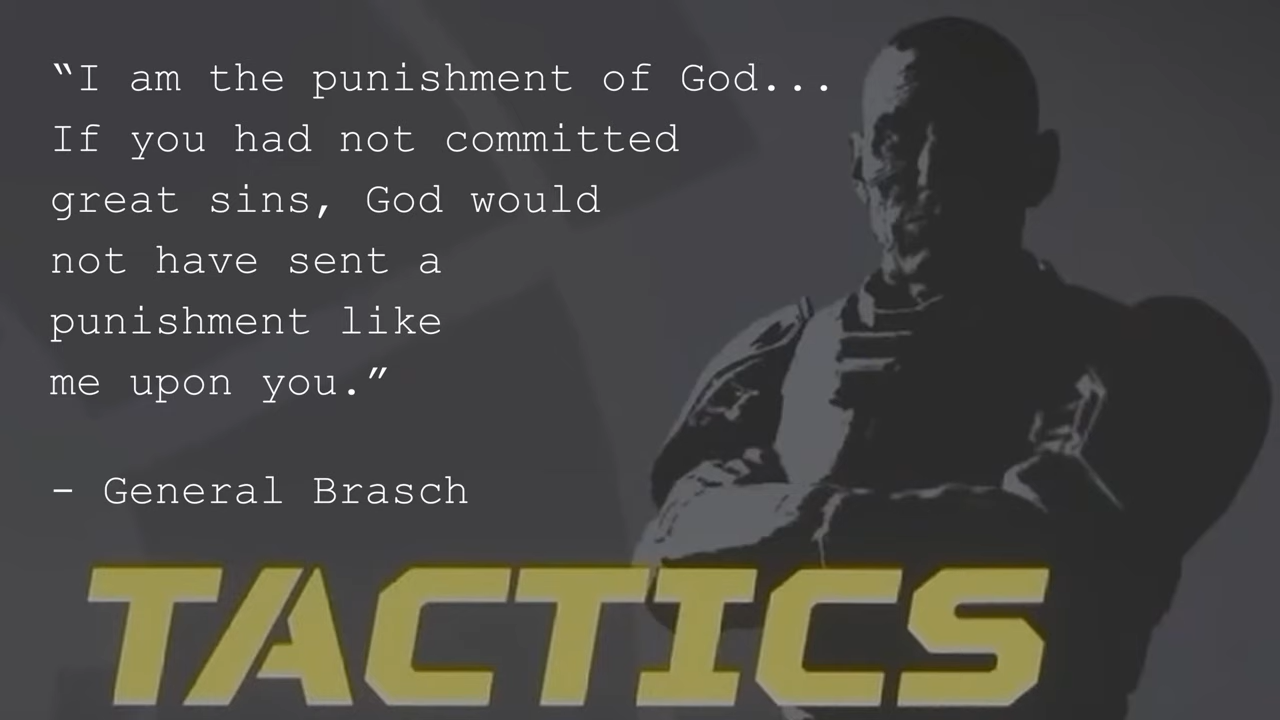 “I am the punishment of God...
If you had not committed
great sins, God would
not have sent a
punishment like
me upon you.”
- General Brasch
TACTICS